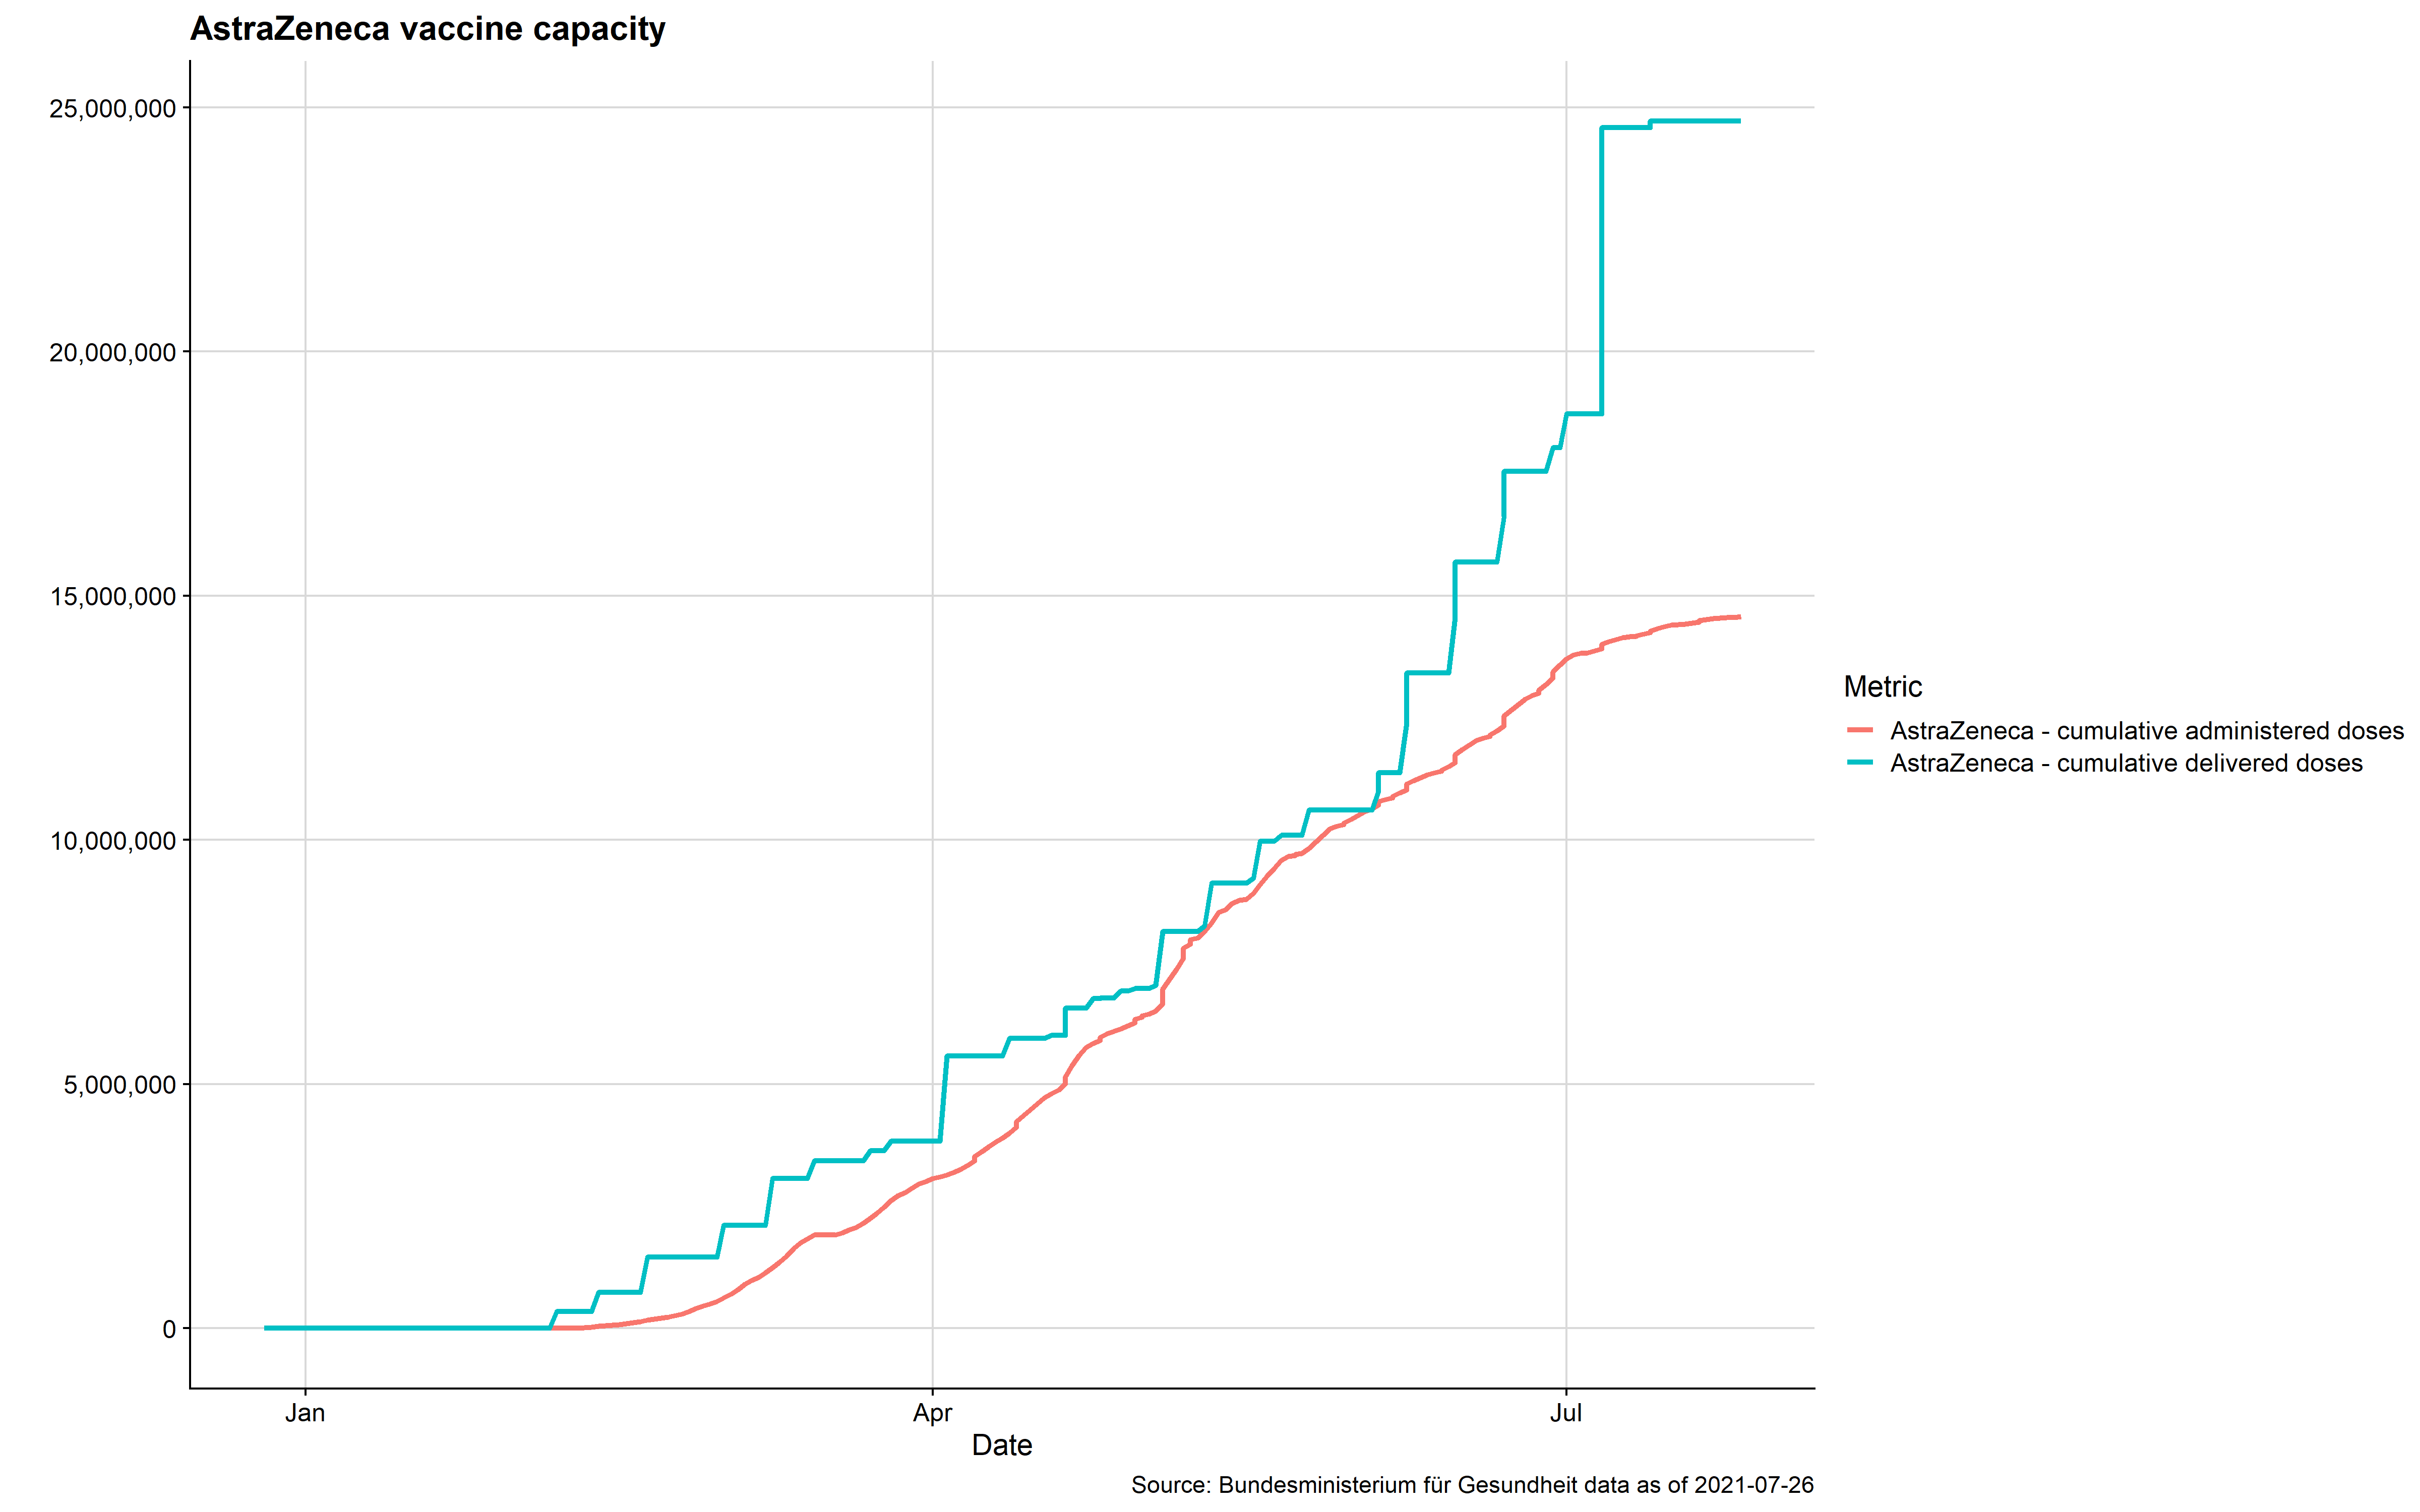 AstraZeneca vaccine capacity
25,000,000
20,000,000
15,000,000
10,000,000
5,000,000
0
Jan
Apr
Jul
Date
Metric
AstraZeneca - cumulative administered doses
AstraZeneca - cumulative delivered doses
Source: Bundesministerium für Gesundheit data as of 2021-07-26